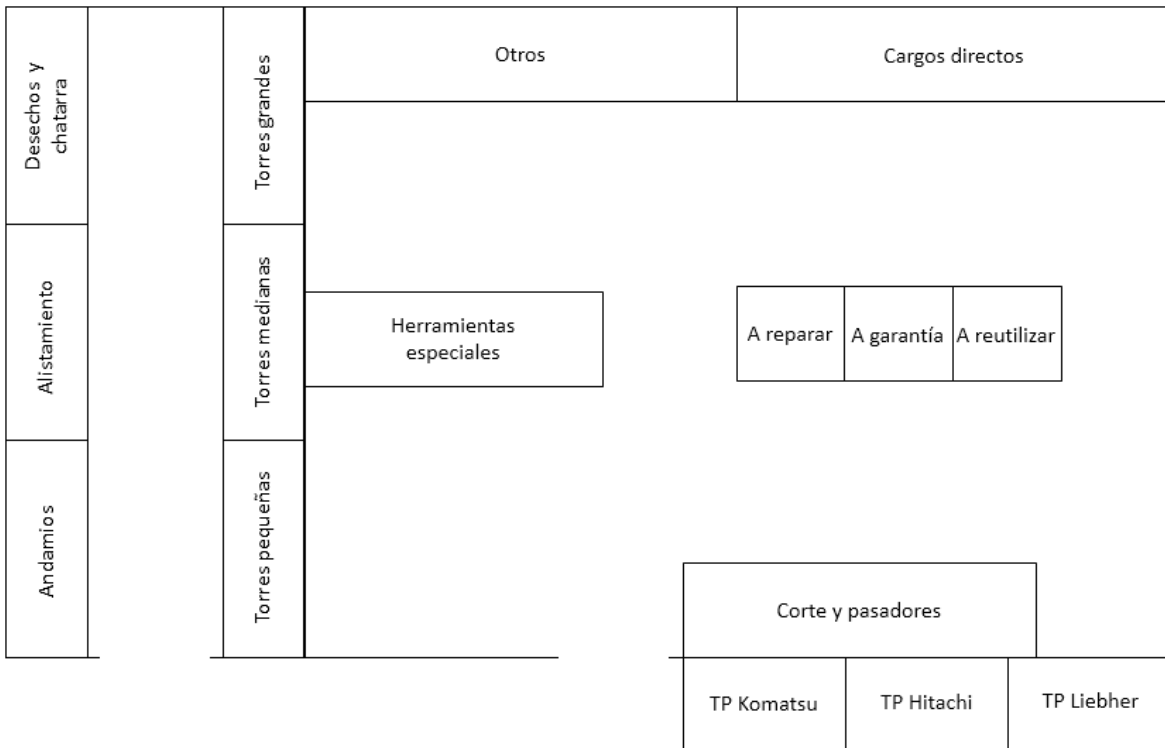 Desechos y
chatarra
Torres grandes
Otros
Cargos directos
Alistamiento
Torres medianas
Herramientas
especiales
A reparar
A garantía
A reutilizar
Andamios
Torres pequeñas
Corte y pasadores
TP Komatsu
TP Hitachi
TP Liebher